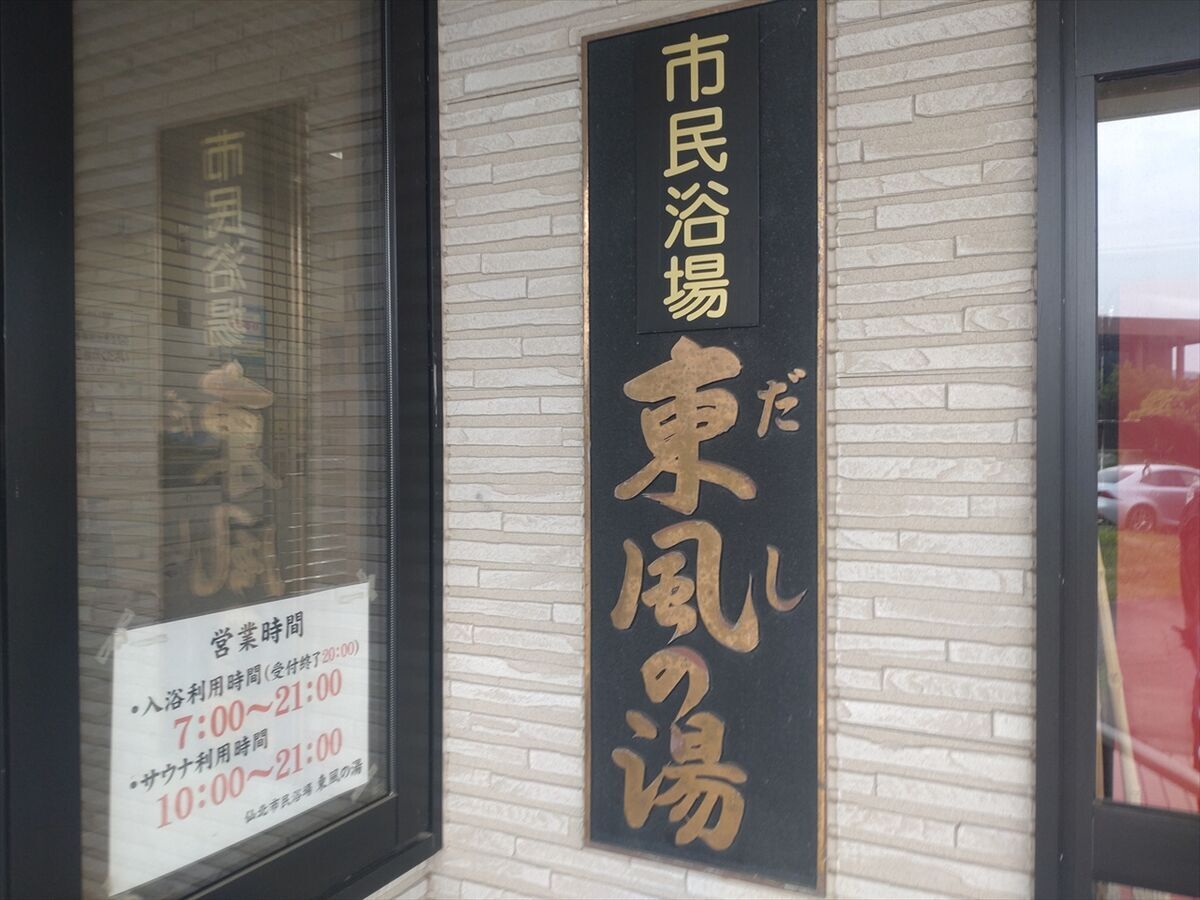 市民浴場
東風の湯
だし
営業時間
•入浴利用時間(受付終了20:00)
7:00〜21:00
•サウナ利用時間
10:00〜21:00
仙北市民浴場 東風の湯